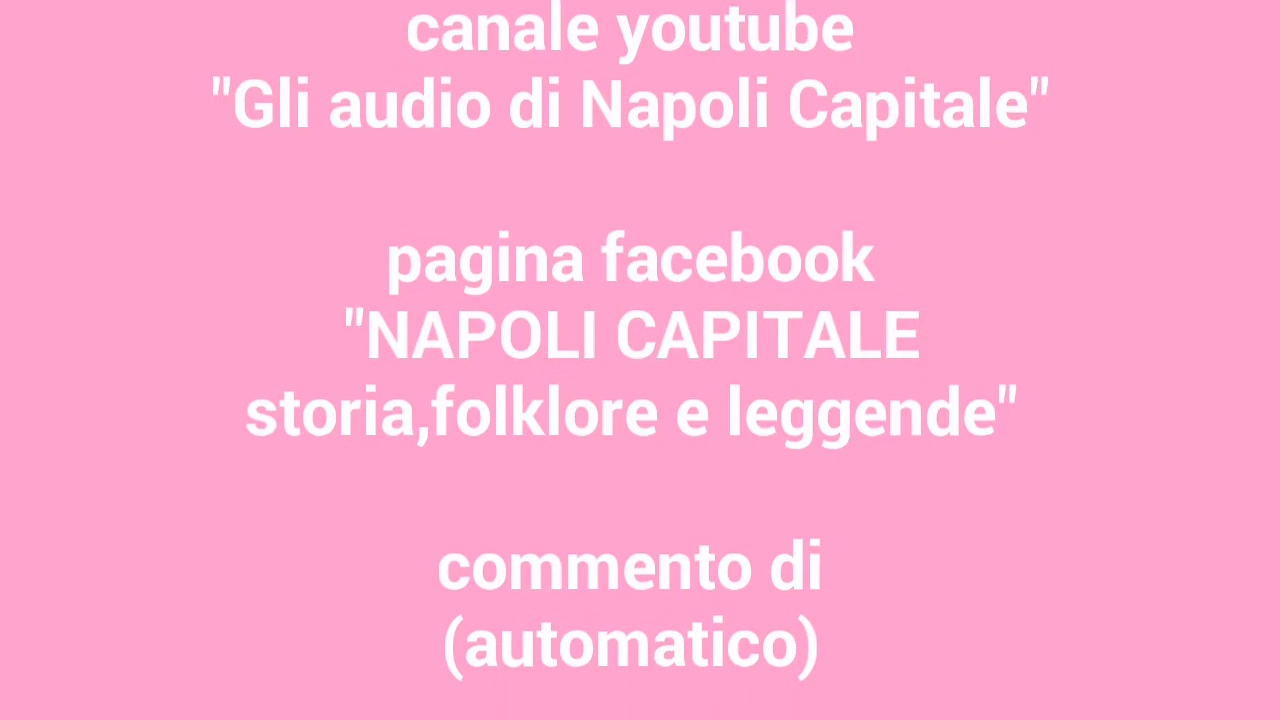 canale youtube
"Gli audio di Napoli Capitale"
pagina facebook
"NAPOLI CAPITALE
storia,folklore e leggende"
commento di
(automatico)